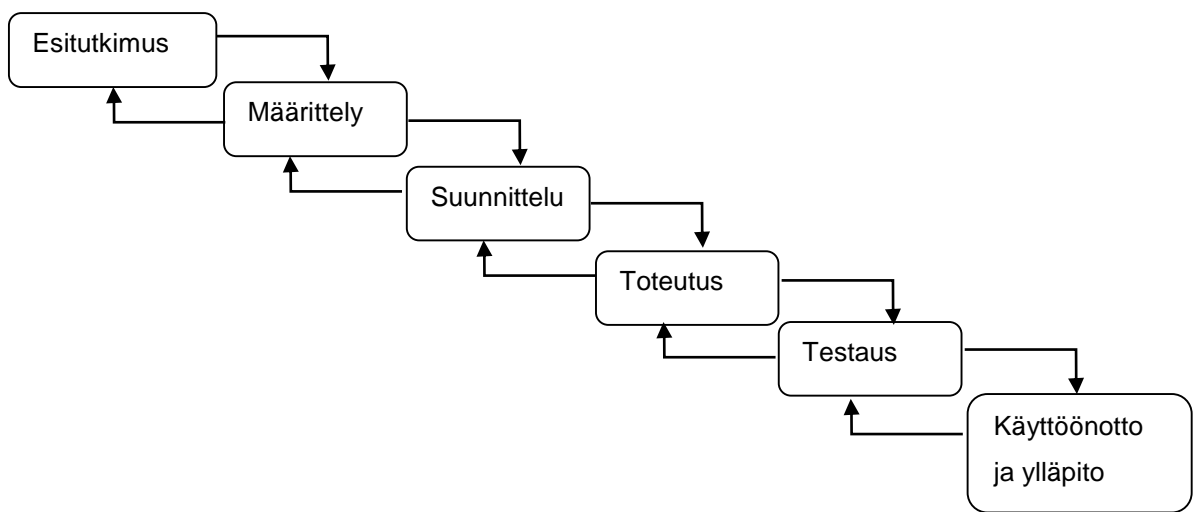 Esitutkimus
Määrittely
Suunnittelu
Toteutus
Testaus
Käyttöönotto
ja ylläpito